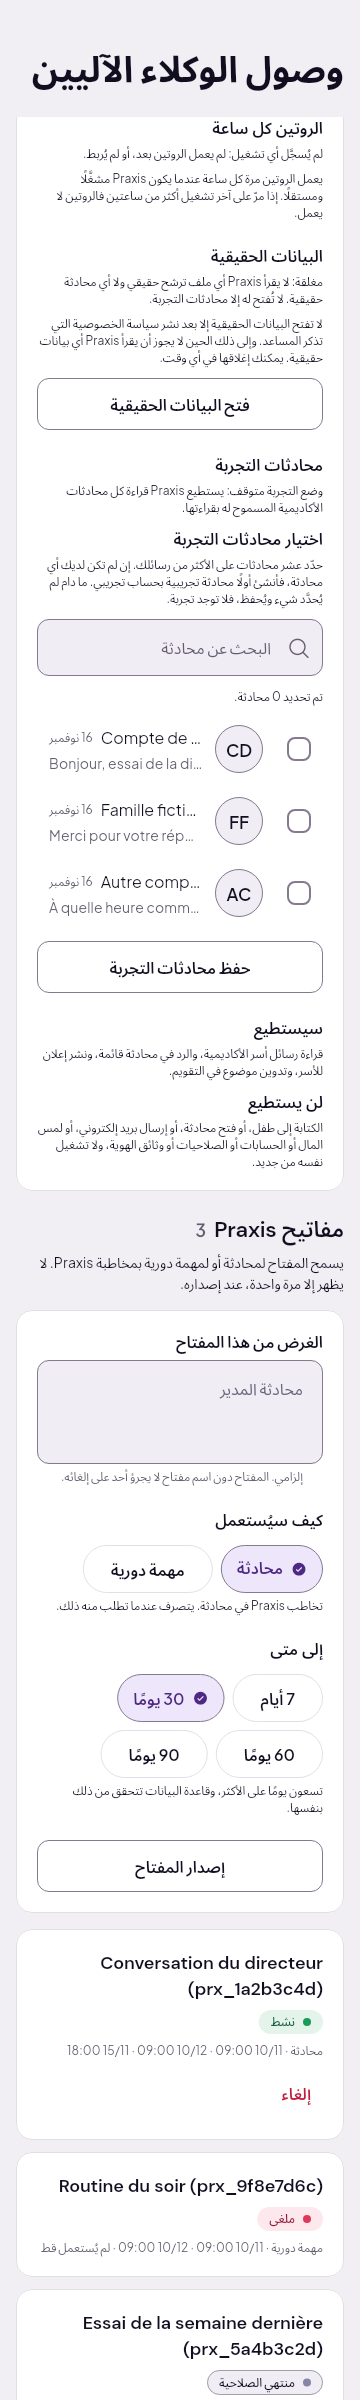 وصول الوكلاء الآليين
الروتين كل ساعة
لم يُسجَّل أي تشغيل: لم يعمل الروتين بعد، أو لم يُربط.
يعمل الروتين مرة كل ساعة عندما يكون Praxis مشغَّلًا
ومستقلًا. إذا مرّ على آخر تشغيل أكثر من ساعتين فالروتين لا
يعمل.
البيانات الحقيقية
مغلقة: لا يقرأ Praxis أي ملف ترشح حقيقي ولا أي محادثة
حقيقية. لا تُفتح له إلا محادثات التجربة.
لا تفتح البيانات الحقيقية إلا بعد نشر سياسة الخصوصية التي
تذكر المساعد. وإلى ذلك الحين لا يجوز أن يقرأ Praxis أي بيانات
حقيقية. يمكنك إغلاقها في أي وقت.
فتح البيانات الحقيقية
محادثات التجربة
وضع التجربة متوقف: يستطيع Praxis قراءة كل محادثات
الأكاديمية المسموح له بقراءتها.
اختيار محادثات التجربة
حدّد عشر محادثات على الأكثر من رسائلك. إن لم تكن لديك أي
محادثة، فأنشئ أولًا محادثة تجريبية بحساب تجريبي. ما دام لم
يُحدَّد شيء ويُحفظ، فلا توجد تجربة.
البحث عن محادثة
تم تحديد 0 محادثة.
CD Compte de … 16 نوفمبر
Bonjour, essai de la di…
FF Famille ficti… 16 نوفمبر
Merci pour votre rép…
AC Autre comp… 16 نوفمبر
À quelle heure comm…
حفظ محادثات التجربة
سيستطيع
قراءة رسائل أسر الأكاديمية، والرد في محادثة قائمة، ونشر إعلان
للأسر، وتدوين موضوع في التقويم.
لن يستطيع
الكتابة إلى طفل، أو فتح محادثة، أو إرسال بريد إلكتروني، أو لمس
المال أو الحسابات أو الصلاحيات أو وثائق الهوية، ولا تشغيل
نفسه من جديد.
مفاتيح Praxis 3
يسمح المفتاح لمحادثة أو لمهمة دورية بمخاطبة Praxis. لا
يظهر إلا مرة واحدة، عند إصداره.
الغرض من هذا المفتاح
محادثة المدير
إلزامي. المفتاح دون اسم مفتاح لا يجرؤ أحد على إلغائه.
كيف سيُستعمل
محادثة
مهمة دورية
تخاطب Praxis في محادثة. يتصرف عندما تطلب منه ذلك.
إلى متى
7 أيام
30 يومًا
60 يومًا
90 يومًا
تسعون يومًا على الأكثر، وقاعدة البيانات تتحقق من ذلك
بنفسها.
إصدار المفتاح
Conversation du directeur
(prx_1a2b3c4d)
نشط
محادثة · 10/11 09:00 · 10/12 09:00 · 15/11 18:00
إلغاء
Routine du soir (prx_9f8e7d6c)
ملغى
مهمة دورية · 10/11 09:00 · 10/12 09:00 · لم يُستعمل قط
Essai de la semaine dernière
(prx_5a4b3c2d)
منتهي الصلاحية